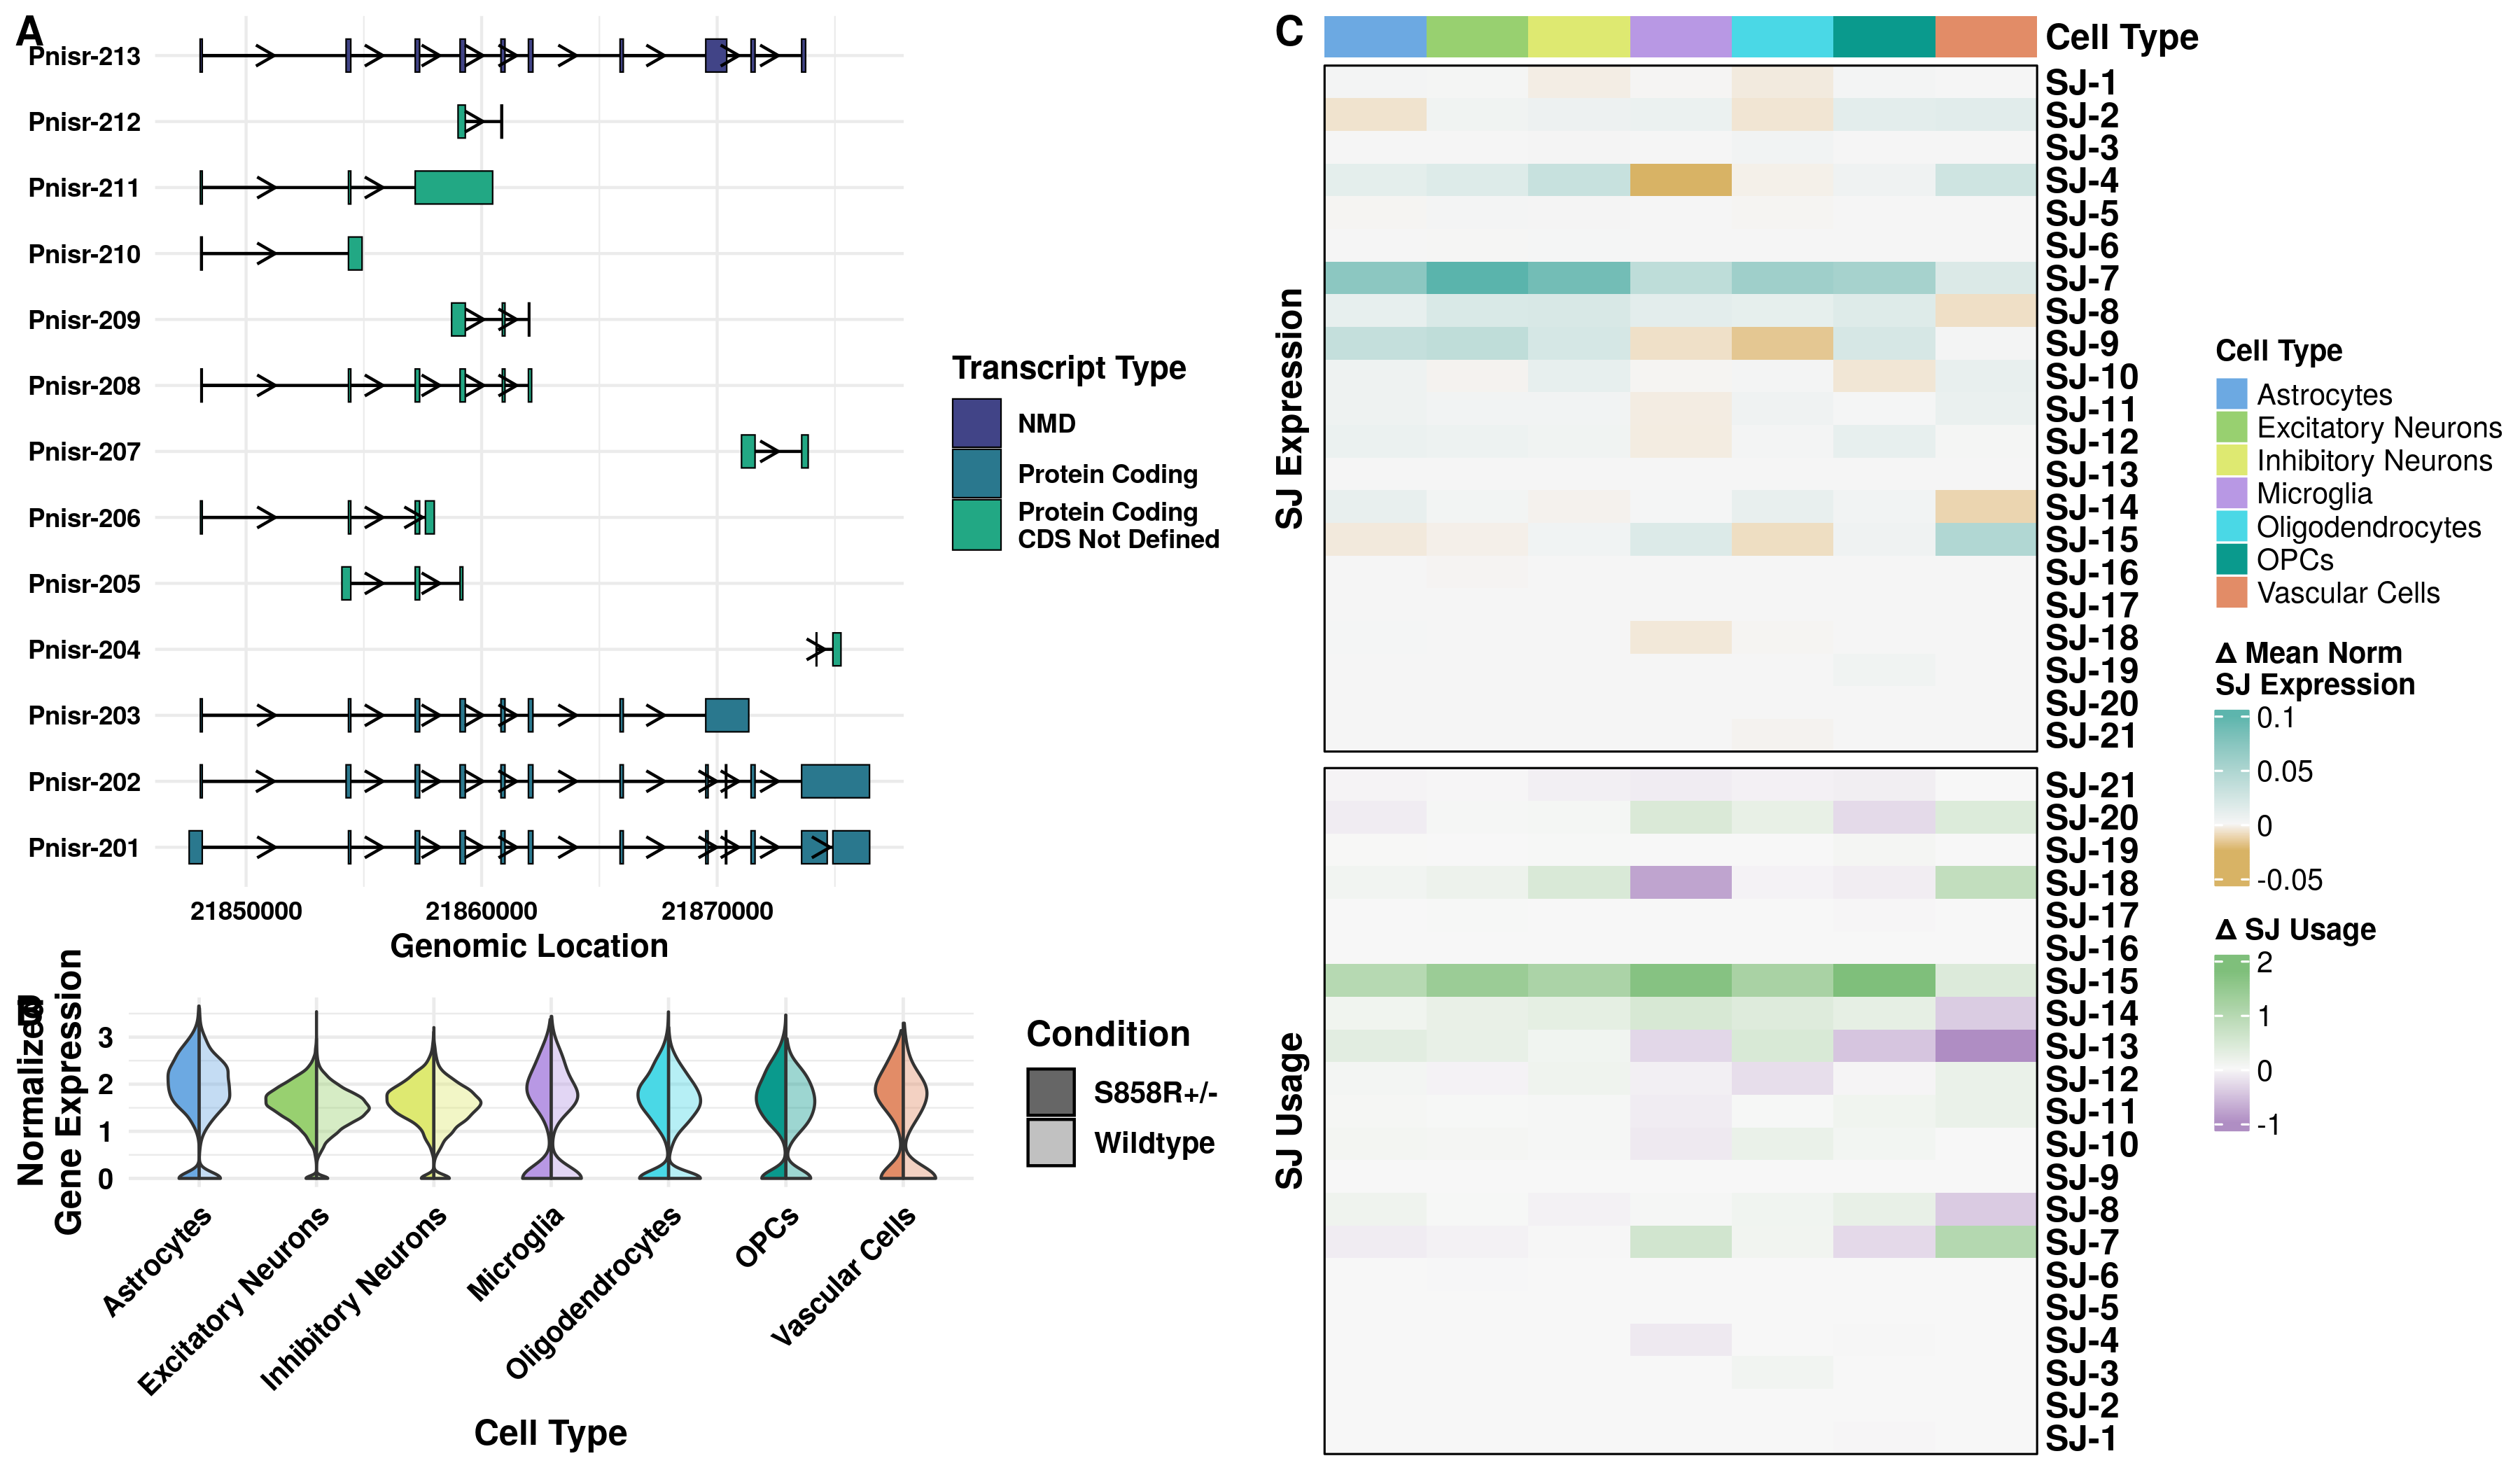 A
Pnisr-213
Pnisr-212
Pnisr-211
Pnisr-210
Pnisr-209
Pnisr-208
Pnisr-207
Pnisr-206
Pnisr-205
Pnisr-204
Pnisr-203
Pnisr-202
Pnisr-201
21850000 21860000 21870000
Genomic Location
Transcript Type
NMD
Protein Coding
Protein Coding
CDS Not Defined
B
Normalized
Gene Expression
3
2
1
0
Astrocytes
Excitatory Neurons
Inhibitory Neurons
Microglia
Oligodendrocytes
OPCs
Vascular Cells
Cell Type
Condition
S858R+/-
Wildtype
C
Cell Type
SJ Expression
SJ-1
SJ-2
SJ-3
SJ-4
SJ-5
SJ-6
SJ-7
SJ-8
SJ-9
SJ-10
SJ-11
SJ-12
SJ-13
SJ-14
SJ-15
SJ-16
SJ-17
SJ-18
SJ-19
SJ-20
SJ-21
SJ Usage
SJ-21
SJ-20
SJ-19
SJ-18
SJ-17
SJ-16
SJ-15
SJ-14
SJ-13
SJ-12
SJ-11
SJ-10
SJ-9
SJ-8
SJ-7
SJ-6
SJ-5
SJ-4
SJ-3
SJ-2
SJ-1
Cell Type
Astrocytes
Excitatory Neurons
Inhibitory Neurons
Microglia
Oligodendrocytes
OPCs
Vascular Cells
Δ Mean Norm
SJ Expression
0.1
0.05
0
-0.05
Δ SJ Usage
2
1
0
-1